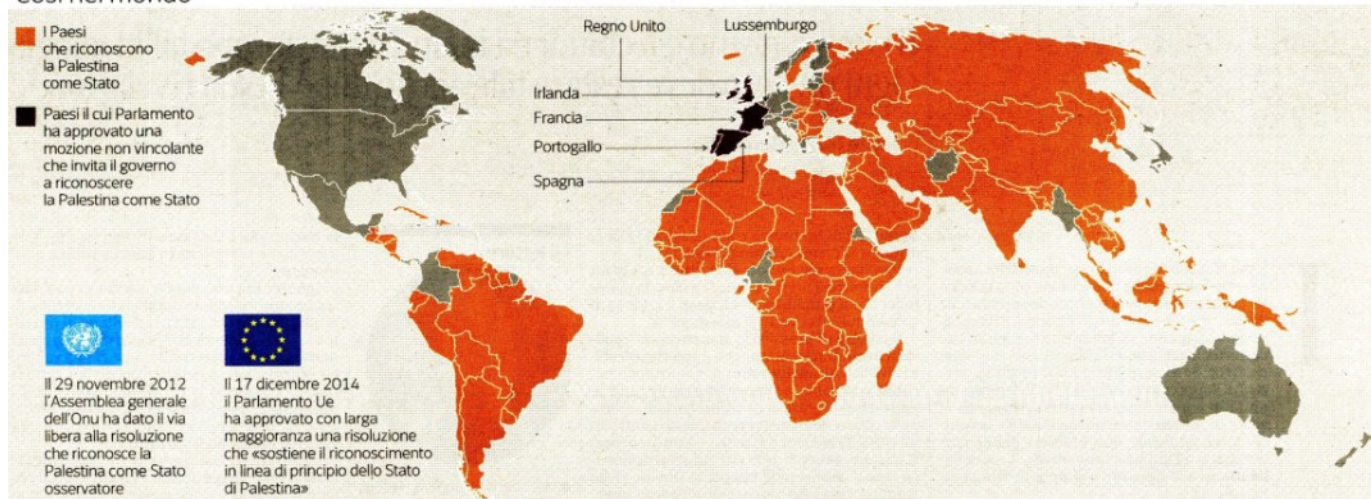 Così nel mondo
I Paesi
che riconoscono
la Palestina
come Stato
Paesi il cui Parlamento
ha approvato una
mozione non vincolante
che invita il governo
a riconoscere
la Palestina come Stato
Regno Unito
Lussemburgo
Irlanda
Francia
Portogallo
Spagna
Il 29 novembre 2012
l'Assemblea generale
dell'Onu ha dato il via
libera alla risoluzione
che riconosce la
Palestina come Stato
osservatore
Il 17 dicembre 2014
il Parlamento Ue
ha approvato con larga
maggioranza una risoluzione
che «sostiene il riconoscimento
in linea di principio dello Stato
di Palestina»